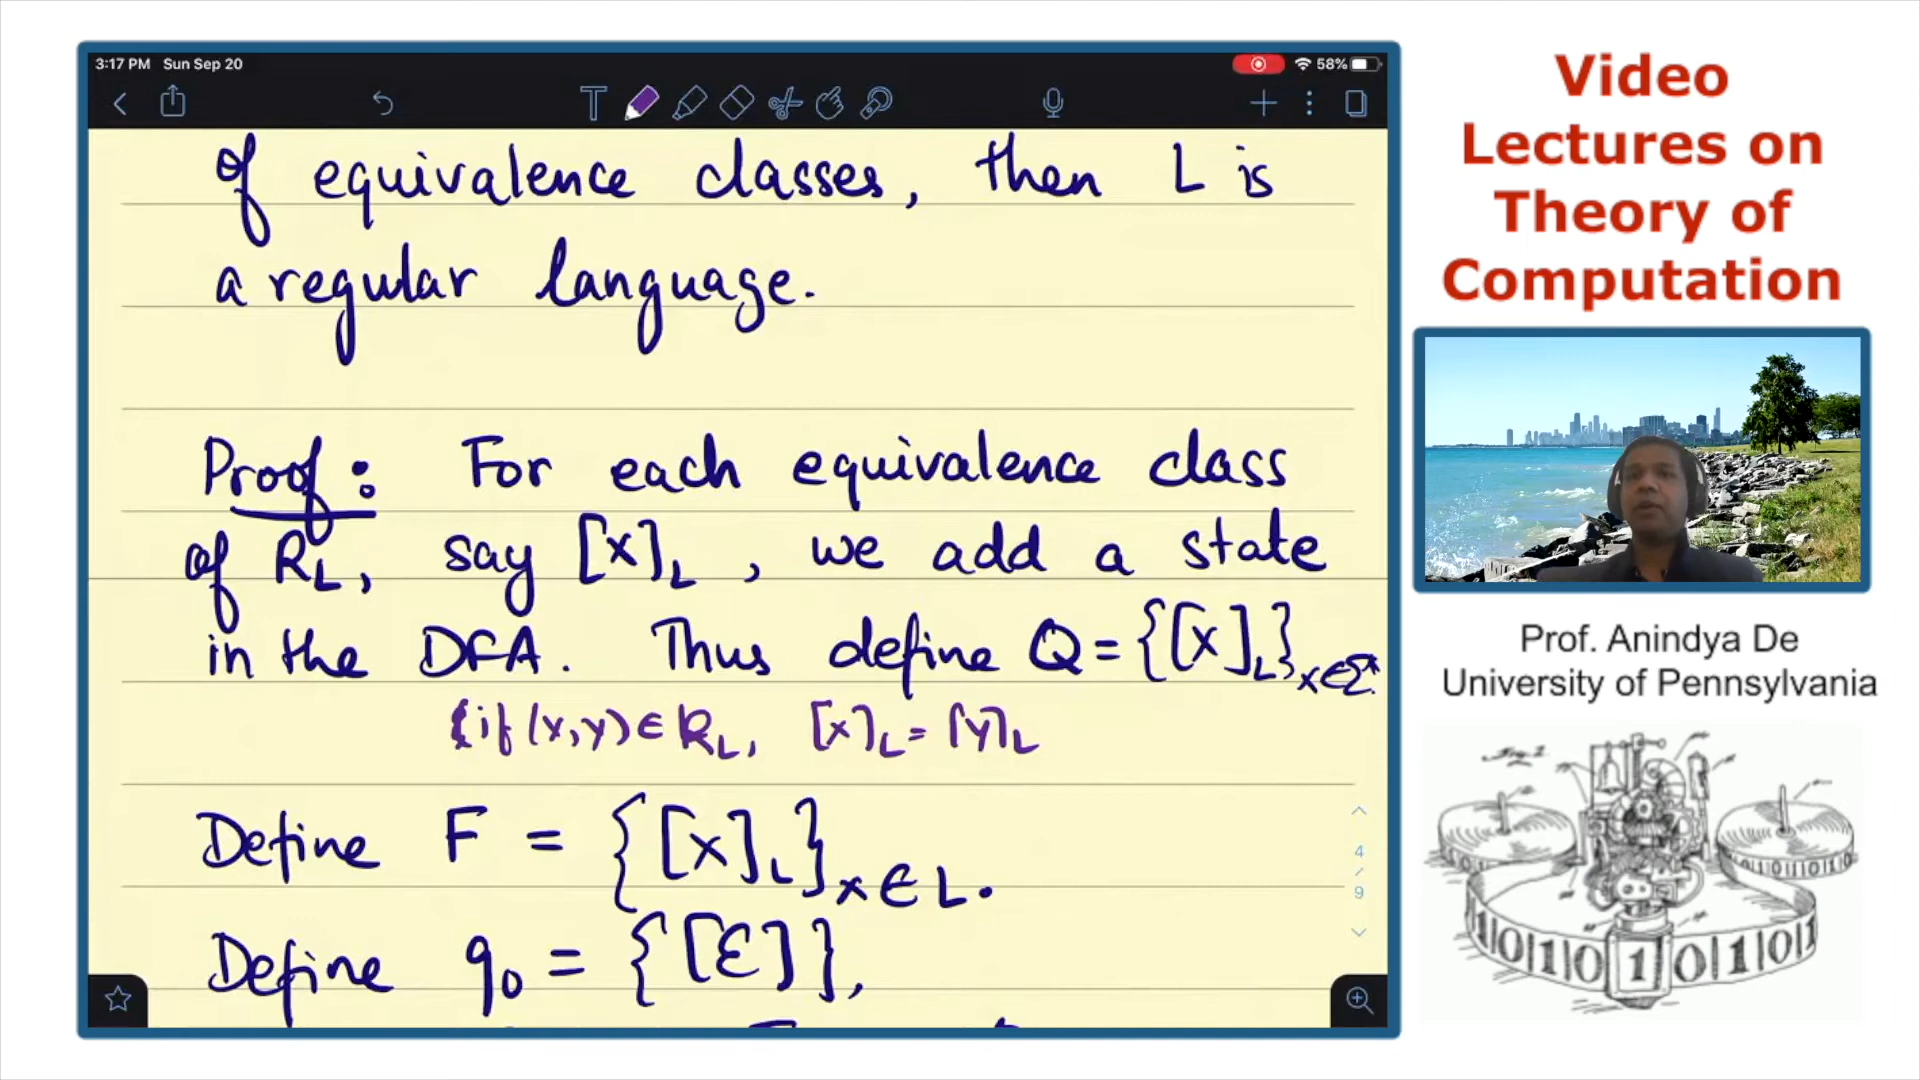 3:17 PM Sun Sep 20
58%
T
of equivalence classes, then L is
a regular language.
Proof : For each equivalence class
of R_L, say [x]_L, we add a state
in the DFA. Thus define Q = {[x]_L}_{x∈Σ*}.
{if (x,y) ∈ R_L, [x]_L = [y]_L
Define F = {[x]_L}_{x ∈ L}.
Define q_0 = {[ε]},
4
/
9
Video
Lectures on
Theory of
Computation
Prof. Anindya De
University of Pennsylvania